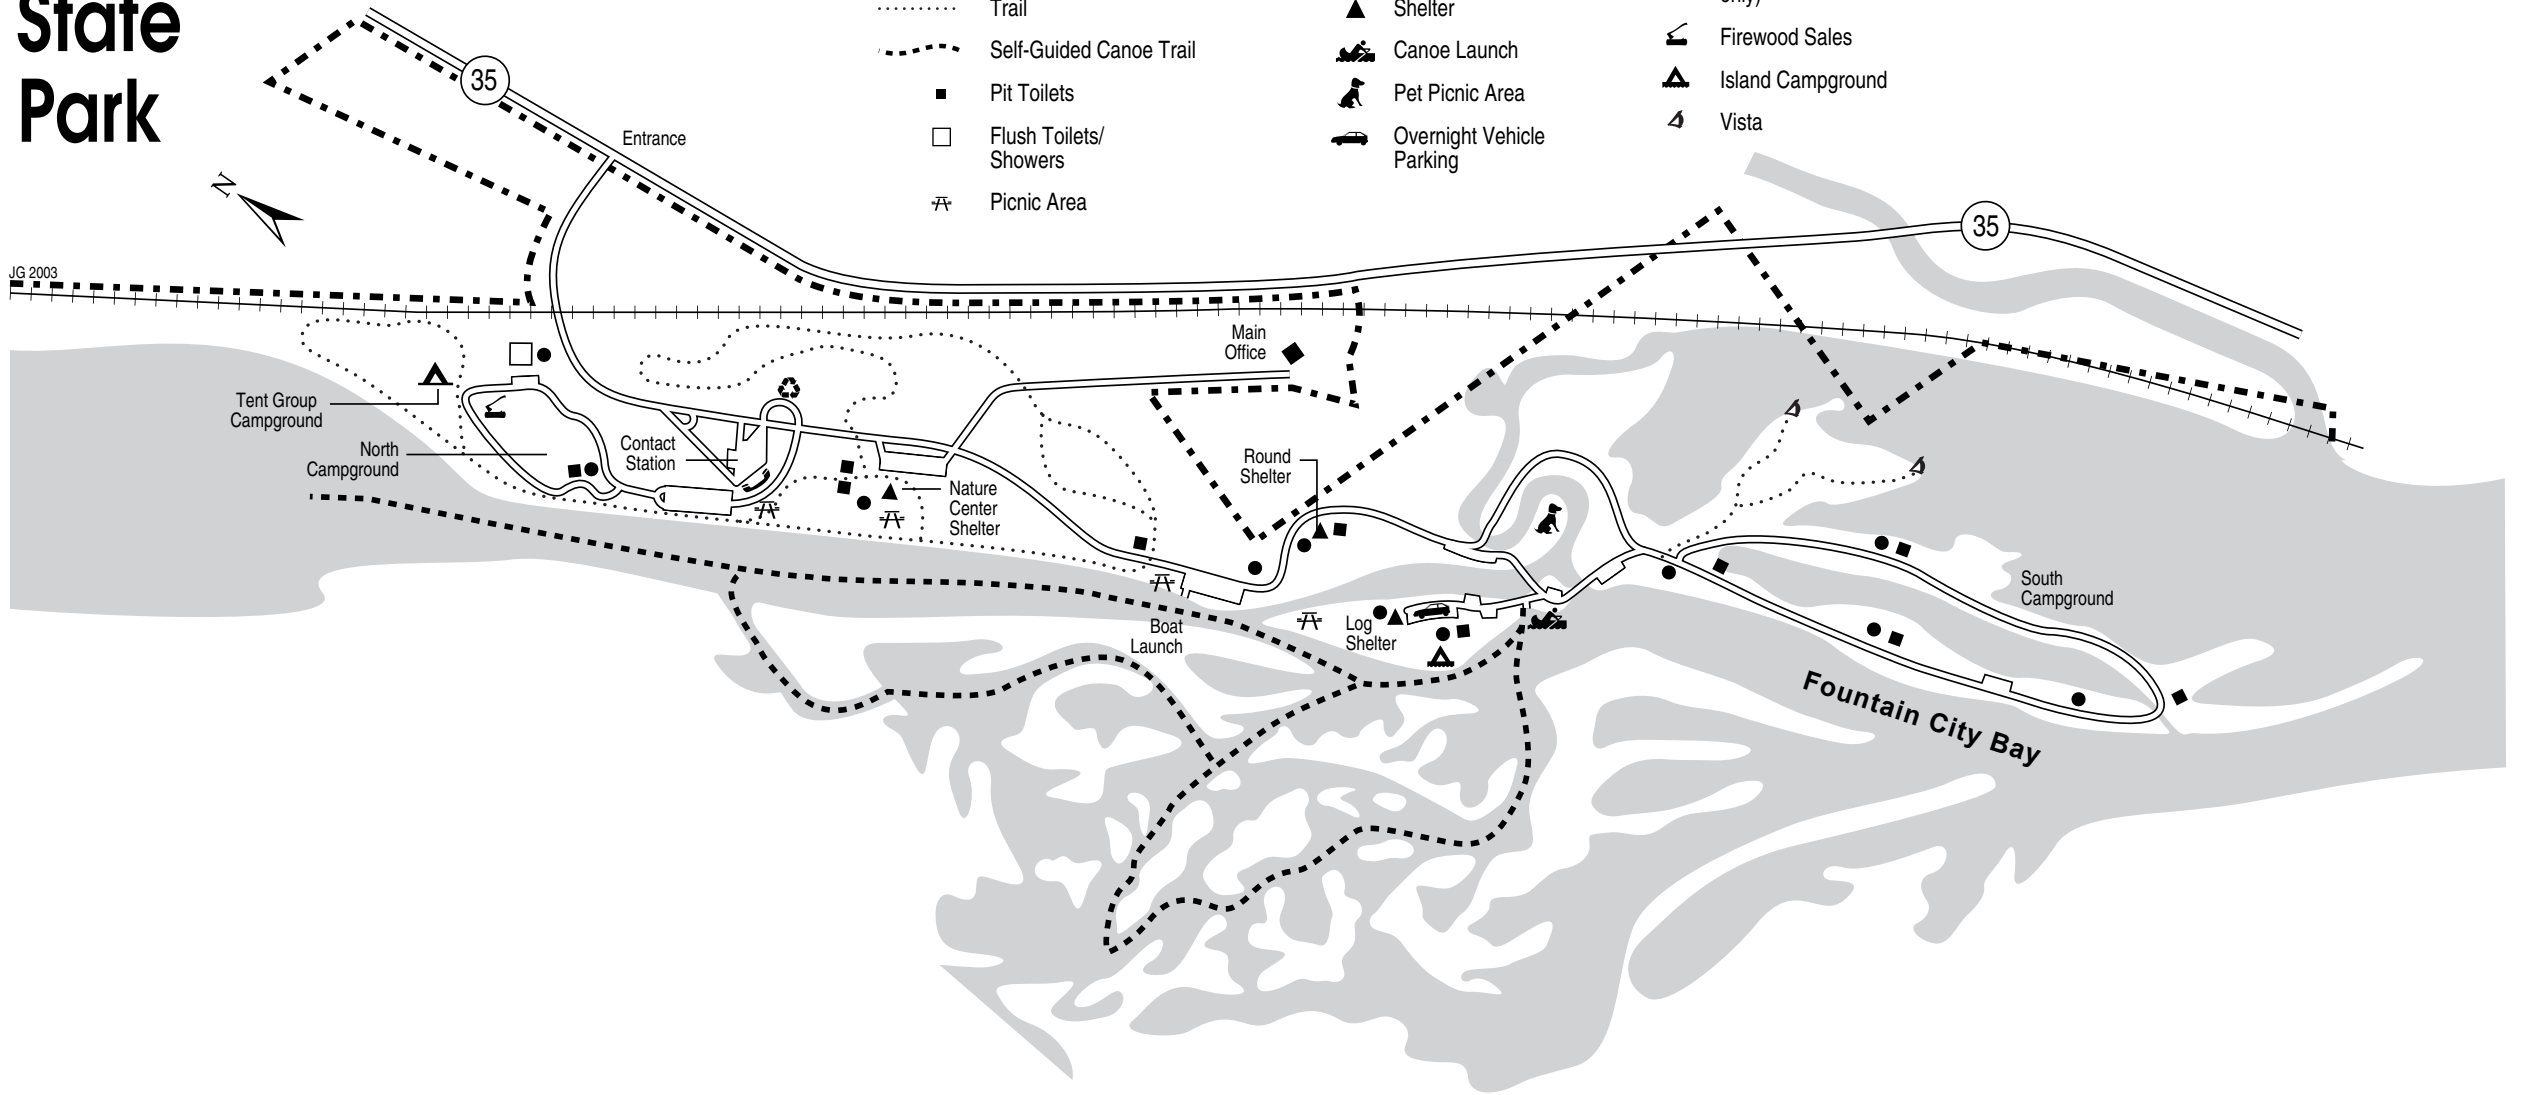 State
Park
Trail
Self-Guided Canoe Trail
Pit Toilets
Flush Toilets/
Showers
Picnic Area
Shelter
Canoe Launch
Pet Picnic Area
Overnight Vehicle
Parking
only)
Firewood Sales
Island Campground
Vista
35
Entrance
N
35
JG 2003
Main
Office
Tent Group
Campground
North
Campground
Contact
Station
Nature
Center
Shelter
Round
Shelter
Boat
Launch
Log
Shelter
South
Campground
Fountain City Bay